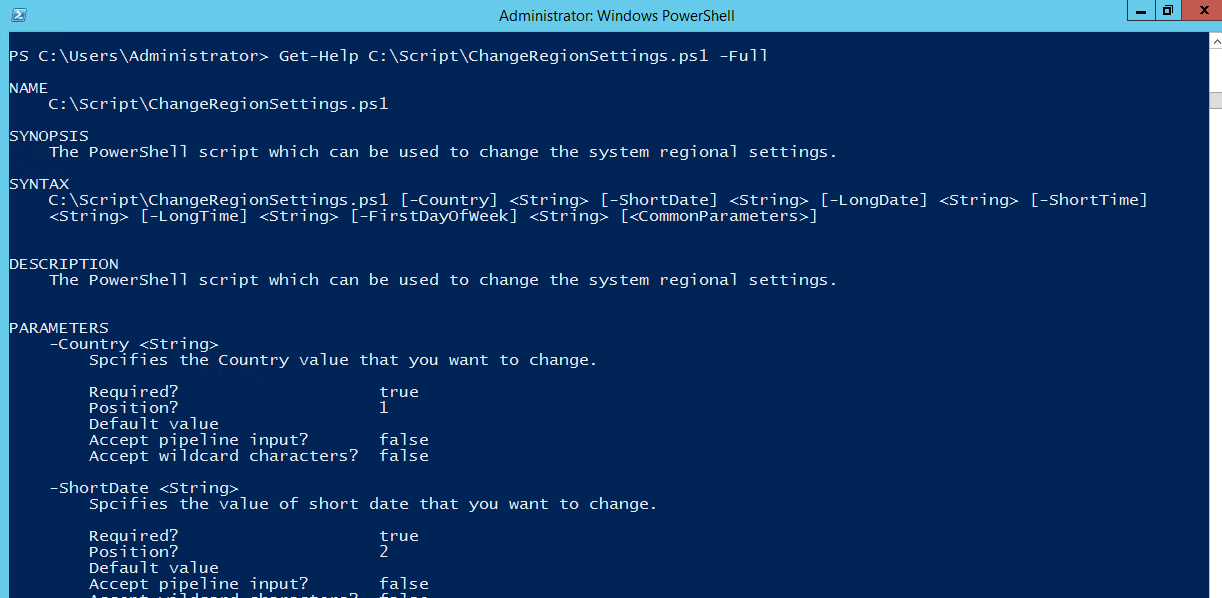 Administrator: Windows PowerShell
PS C:\Users\Administrator> Get-Help C:\Script\ChangeRegionSettings.ps1 -Full
NAME
C:\Script\ChangeRegionSettings.ps1
SYNOPSIS
The PowerShell script which can be used to change the system regional settings.
SYNTAX
C:\Script\ChangeRegionSettings.ps1 [-Country] <String> [-ShortDate] <String> [-LongDate] <String> [-ShortTime]
<String> [-LongTime] <String> [-FirstDayOfWeek] <String> [<CommonParameters>]
DESCRIPTION
The PowerShell script which can be used to change the system regional settings.
PARAMETERS
-Country <String>
Spcifies the Country value that you want to change.
Required? true
Position? 1
Default value
Accept pipeline input? false
Accept wildcard characters? false
-ShortDate <String>
Spcifies the value of short date that you want to change.
Required? true
Position? 2
Default value
Accept pipeline input? false
Accept wildcard characters? false